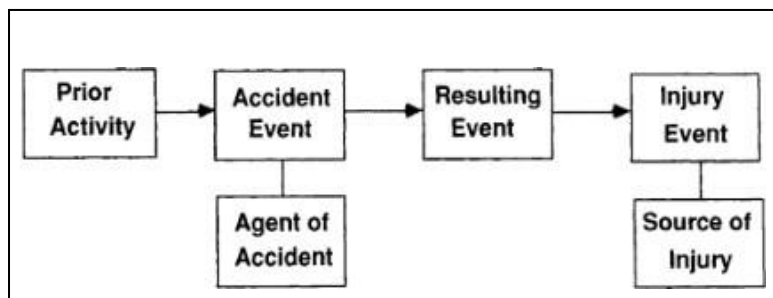 Prior
Activity
Accident
Event
Resulting
Event
Injury
Event
Agent of
Accident
Source of
Injury